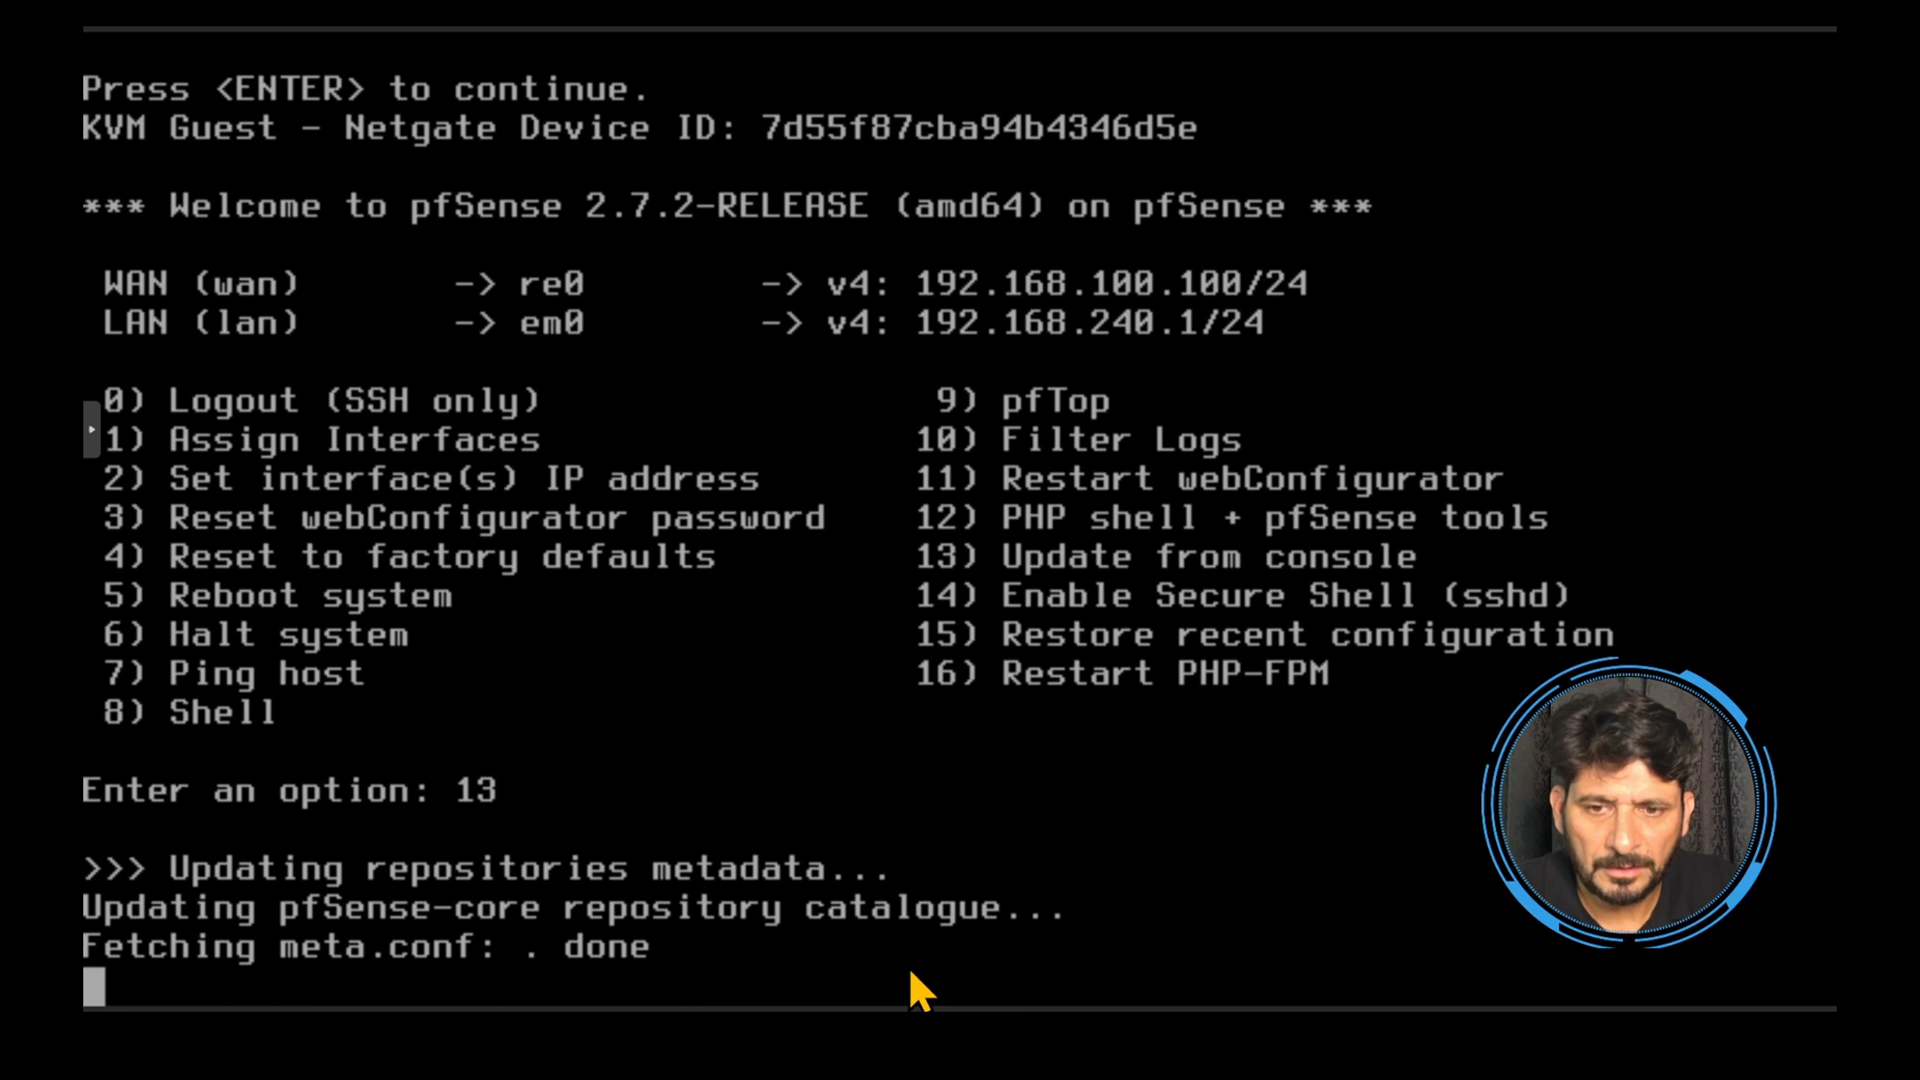 Press <ENTER> to continue.
KVM Guest - Netgate Device ID: 7d55f87cba94b4346d5e
*** Welcome to pfSense 2.7.2-RELEASE (amd64) on pfSense ***
WAN (wan) -> re0 -> v4: 192.168.100.100/24
LAN (lan) -> em0 -> v4: 192.168.240.1/24
0) Logout (SSH only) 9) pfTop
1) Assign Interfaces 10) Filter Logs
2) Set interface(s) IP address 11) Restart webConfigurator
3) Reset webConfigurator password 12) PHP shell + pfSense tools
4) Reset to factory defaults 13) Update from console
5) Reboot system 14) Enable Secure Shell (sshd)
6) Halt system 15) Restore recent configuration
7) Ping host 16) Restart PHP-FPM
8) Shell
Enter an option: 13
>>> Updating repositories metadata...
Updating pfSense-core repository catalogue...
Fetching meta.conf: . done